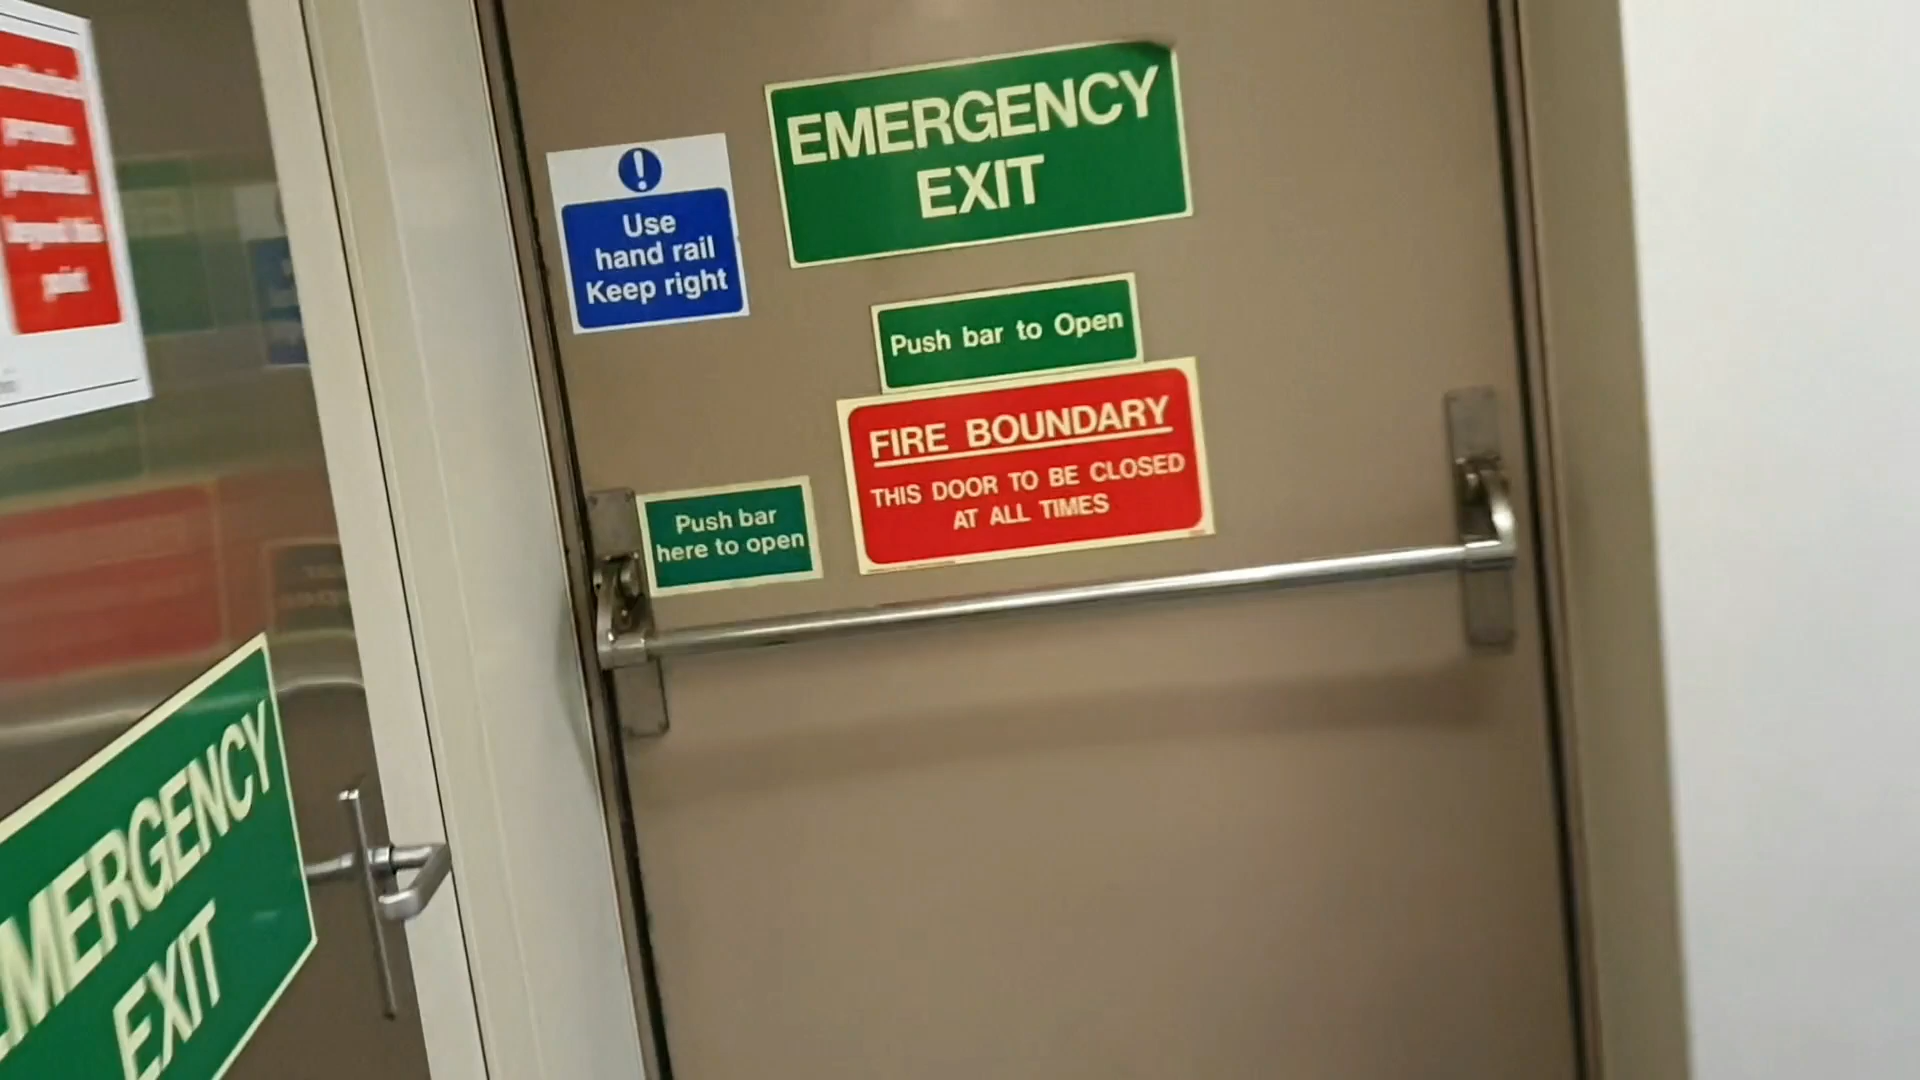 EMERGENCY
EXIT
Use
hand rail
Keep right
Push bar to Open
FIRE BOUNDARY
THIS DOOR TO BE CLOSED
AT ALL TIMES
Push bar
here to open
EMERGENCY
EXIT
point